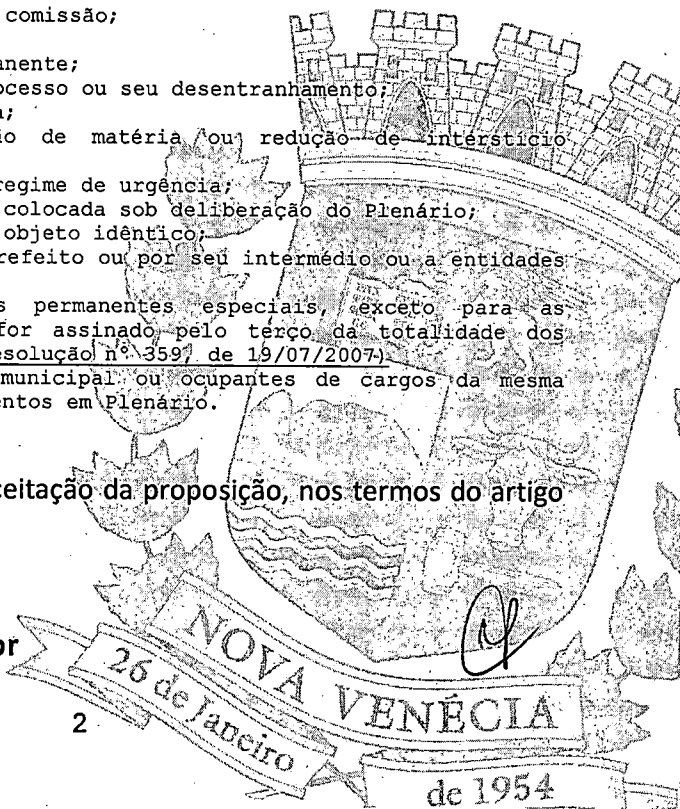 comissão;
anente;
ocesso ou seu desentranhamento;
a;
ão de matéria ou redução de interstício
regime de urgência;
colocada sob deliberação do Plenário;
objeto idêntico;
refeito ou por seu intermédio ou a entidades
s permanentes especiais, exceto para as
for assinado pelo terço da totalidade dos
esolução nº 359, de 19/07/2007)
municipal ou ocupantes de cargos da mesma
entos em Plenário.
ceitação da proposição, nos termos do artigo
or
2
NOVA VENÉCIA
26 de Janeiro
de 1954